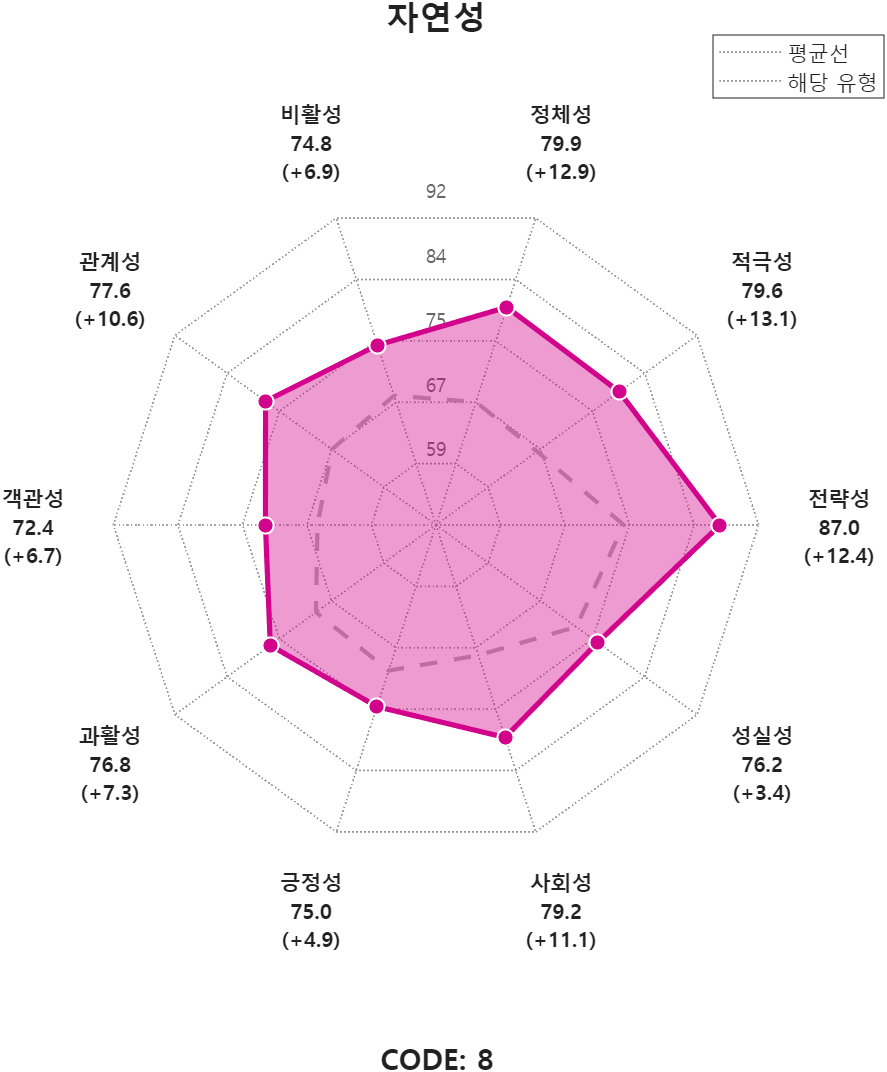 자연성
평균선
해당 유형
비활성
74.8
(+6.9)
정체성
79.9
(+12.9)
92
관계성
77.6
(+10.6)
84
적극성
79.6
(+13.1)
75
67
59
객관성
72.4
(+6.7)
전략성
87.0
(+12.4)
과활성
76.8
(+7.3)
성실성
76.2
(+3.4)
긍정성
75.0
(+4.9)
사회성
79.2
(+11.1)
CODE: 8